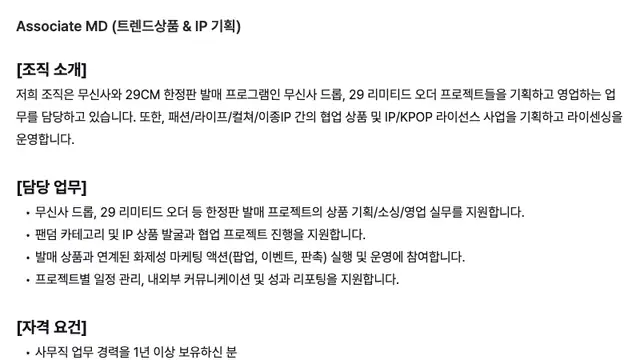 Associate MD (트렌드상품 & IP 기획)
[조직 소개]
저희 조직은 무신사와 29CM 한정판 발매 프로그램인 무신사 드롭, 29 리미티드 오더 프로젝트들을 기획하고 영업하는 업
무를 담당하고 있습니다. 또한, 패션/라이프/컬쳐/이종IP 간의 협업 상품 및 IP/KPOP 라이선스 사업을 기획하고 라이센싱을
운영합니다.
[담당 업무]
• 무신사 드롭, 29 리미티드 오더 등 한정판 발매 프로젝트의 상품 기획/소싱/영업 실무를 지원합니다.
• 팬덤 카테고리 및 IP 상품 발굴과 협업 프로젝트 진행을 지원합니다.
• 발매 상품과 연계된 화제성 마케팅 액션(팝업, 이벤트, 판촉) 실행 및 운영에 참여합니다.
• 프로젝트별 일정 관리, 내외부 커뮤니케이션 및 성과 리포팅을 지원합니다.
[자격 요건]
• 사무직 업무 경력을 1년 이상 보유하신 분